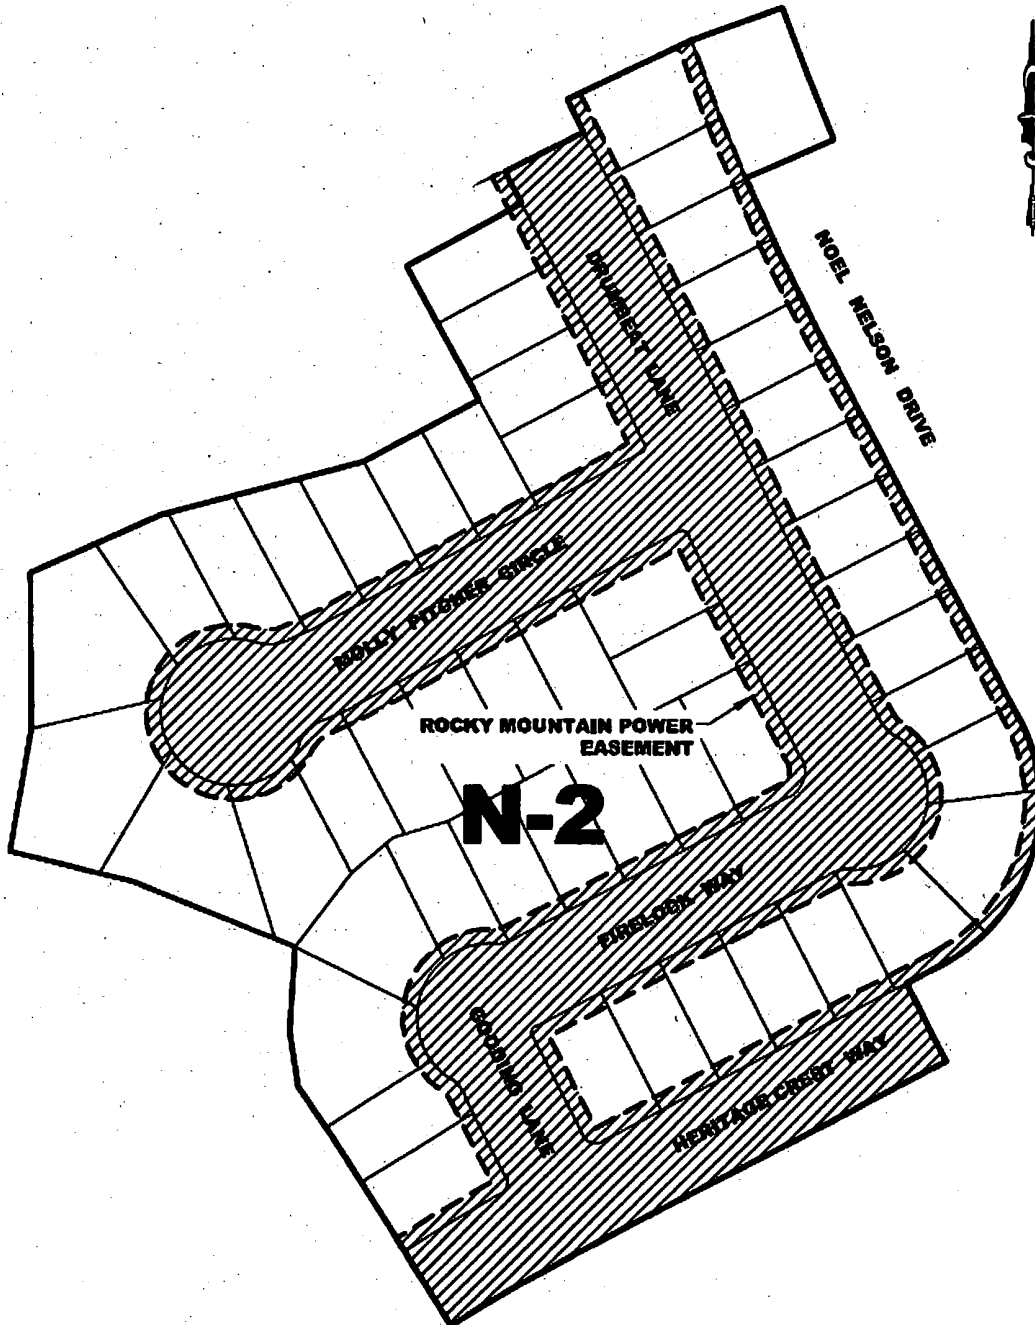 NOEL NELSON DRIVE
DRUMBEAT LANE
MOLLY PITCHER CIRCLE
ROCKY MOUNTAIN POWER
EASEMENT
N-2
FIRELOCK WAY
GOOSING LANE
HERITAGE CREST WAY